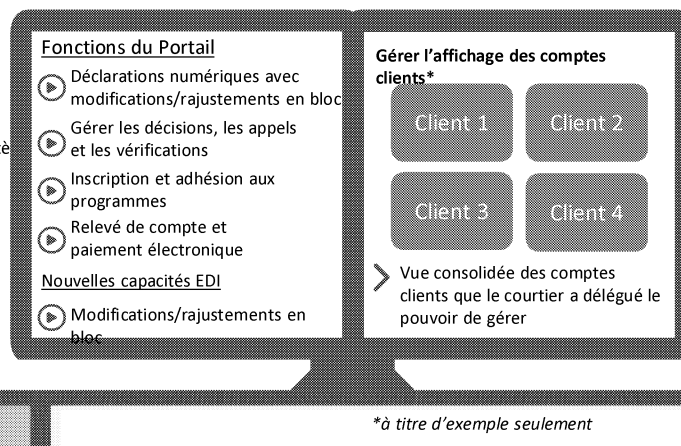 Fonctions du Portail
Déclarations numériques avec
modifications/rajustements en bloc
Gérer les décisions, les appels
et les vérifications
Inscription et adhésion aux
programmes
Relevé de compte et
paiement électronique
Nouvelles capacités EDI
Modifications/rajustements en
bloc
Gérer l'affichage des comptes
clients*
Client 1
Client 2
Client 3
Client 4
Vue consolidée des comptes
clients que le courtier a délégué le
pouvoir de gérer
*à titre d'exemple seulement